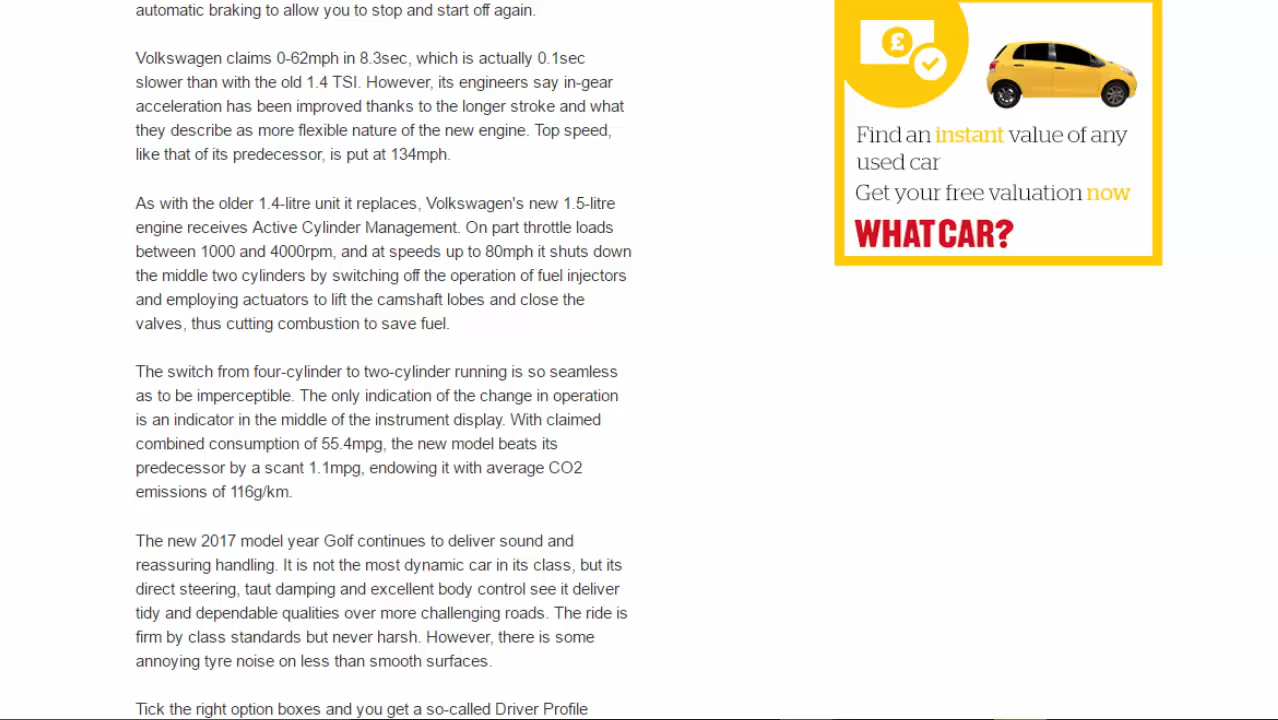 automatic braking to allow you to stop and start off again.
Volkswagen claims 0-62mph in 8.3sec, which is actually 0.1sec
slower than with the old 1.4 TSI. However, its engineers say in-gear
acceleration has been improved thanks to the longer stroke and what
they describe as more flexible nature of the new engine. Top speed,
like that of its predecessor, is put at 134mph.
As with the older 1.4-litre unit it replaces, Volkswagen's new 1.5-litre
engine receives Active Cylinder Management. On part throttle loads
between 1000 and 4000rpm, and at speeds up to 80mph it shuts down
the middle two cylinders by switching off the operation of fuel injectors
and employing actuators to lift the camshaft lobes and close the
valves, thus cutting combustion to save fuel.
The switch from four-cylinder to two-cylinder running is so seamless
as to be imperceptible. The only indication of the change in operation
is an indicator in the middle of the instrument display. With claimed
combined consumption of 55.4mpg, the new model beats its
predecessor by a scant 1.1mpg, endowing it with average CO2
emissions of 116g/km.
The new 2017 model year Golf continues to deliver sound and
reassuring handling. It is not the most dynamic car in its class, but its
direct steering, taut damping and excellent body control see it deliver
tidy and dependable qualities over more challenging roads. The ride is
firm by class standards but never harsh. However, there is some
annoying tyre noise on less than smooth surfaces.
Tick the right option boxes and you get a so-called Driver Profile
£
Find an instant value of any
used car
Get your free valuation now
WHAT CAR?